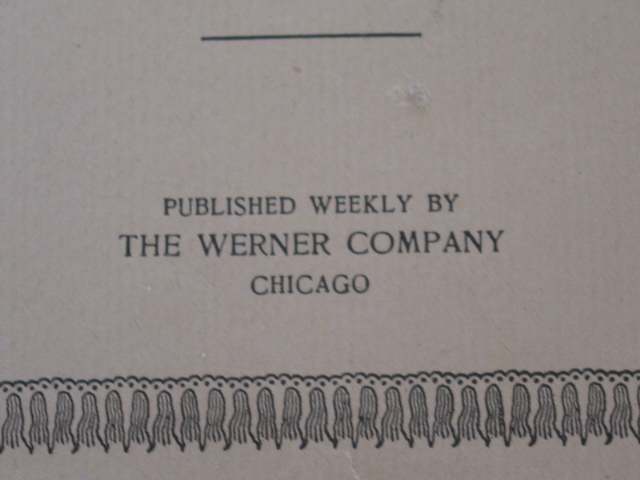 PUBLISHED WEEKLY BY
THE WERNER COMPANY
CHICAGO